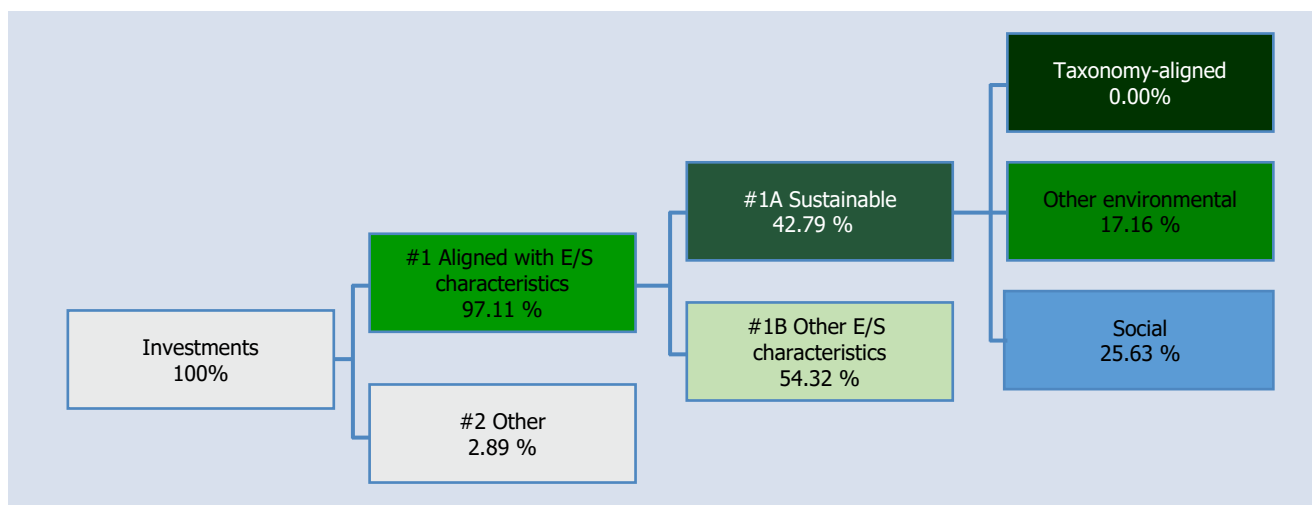 Investments
100%
#1 Aligned with E/S
characteristics
97.11 %
#2 Other
2.89 %
#1A Sustainable
42.79 %
#1B Other E/S
characteristics
54.32 %
Taxonomy-aligned
0.00%
Other environmental
17.16 %
Social
25.63 %